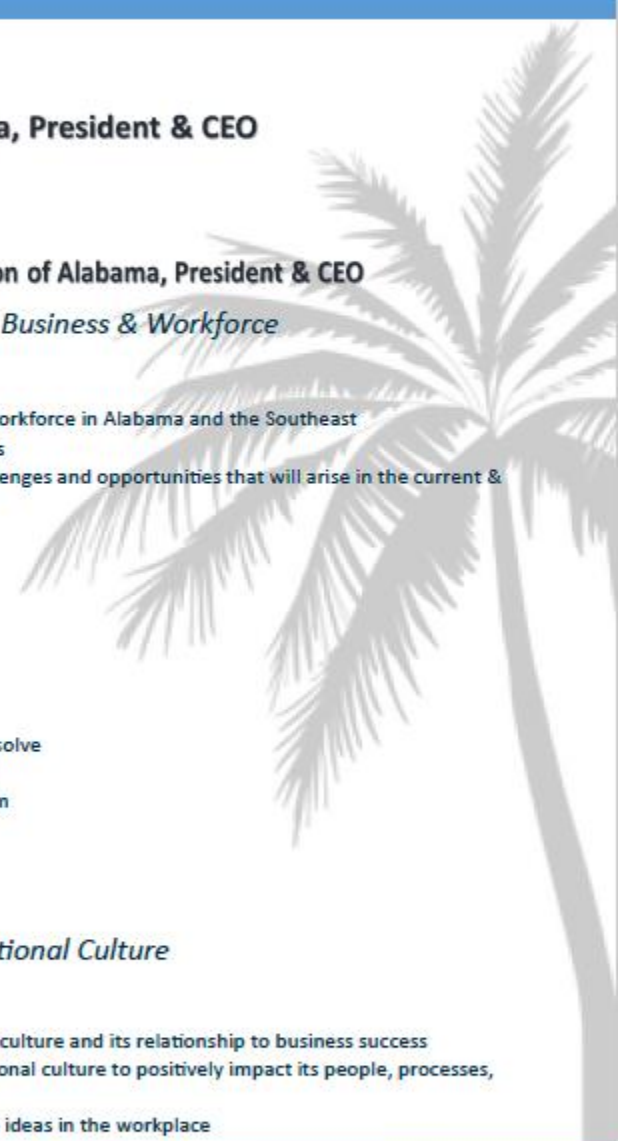 a, President & CEO
on of Alabama, President & CEO
Business & Workforce
orkforce in Alabama and the Southeast
s
enges and opportunities that will arise in the current &
solve
n
tional Culture
culture and its relationship to business success
onal culture to positively impact its people, processes,
ideas in the workplace